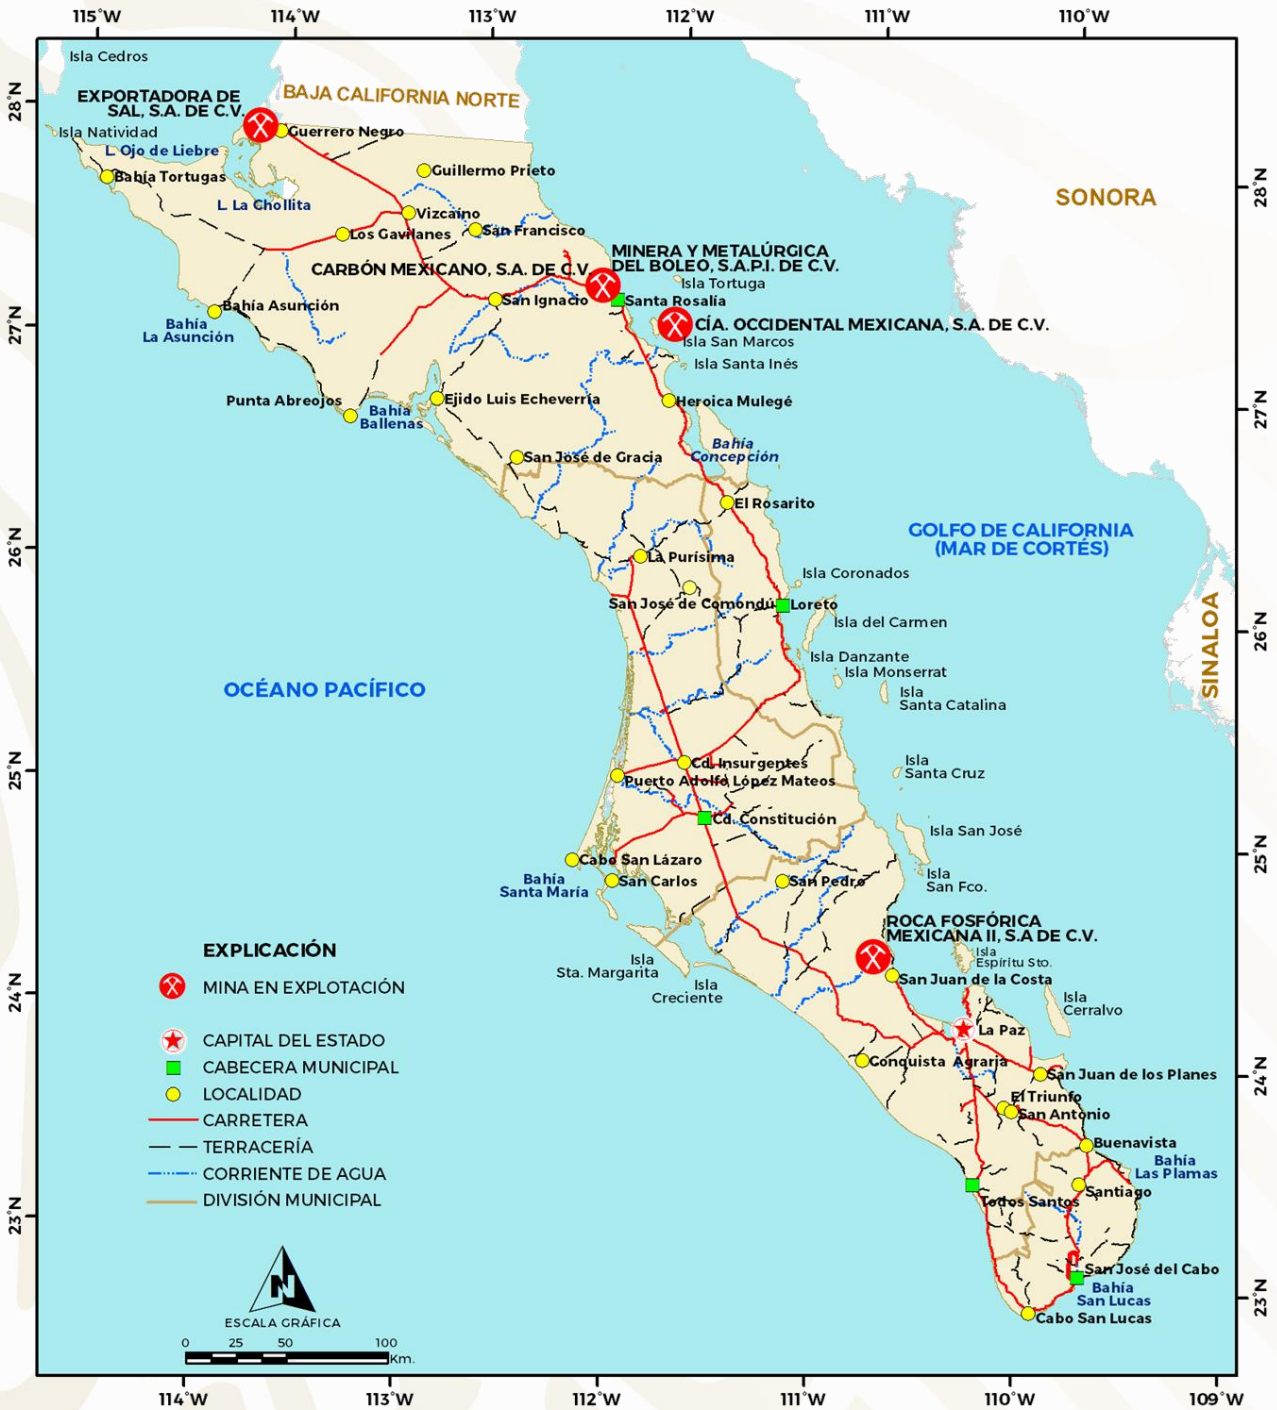 115°W
114°W
113°W
112°W
111°W
110°W
28°N
27°N
26°N
25°N
24°N
23°N
28°N
27°N
26°N
25°N
24°N
23°N
Isla Cedros
EXPORTADORA DE
SAL, S.A. DE C.V.
BAJA CALIFORNIA NORTE
Isla Natividad
Guerrero Negro
L. Ojo de Liebre
Bahía Tortugas
Guillermo Prieto
SONORA
L. La Chollita
Vizcaíno
Los Gavilanes
San Francisco
CARBÓN MEXICANO, S.A. DE C.V.
MINERA Y METALÚRGICA
DEL BOLEO, S.A.P.I. DE C.V.
Isla Tortuga
Bahía Asunción
San Ignacio
Santa Rosalía
Bahía
La Asunción
CÍA. OCCIDENTAL MEXICANA, S.A. DE C.V.
Isla San Marcos
Isla Santa Inés
Punta Abreojos
Bahía
Ballenas
Ejido Luis Echeverría
Heroica Mulegé
Bahía
Concepción
San José de Gracia
El Rosarito
GOLFO DE CALIFORNIA
(MAR DE CORTÉS)
La Purísima
Isla Coronados
San José de Comondú
Loreto
Isla del Carmen
SINALOA
Isla Danzante
Isla Monserrat
OCÉANO PACÍFICO
Isla
Santa Catalina
Cd. Insurgentes
Isla
Santa Cruz
Puerto Adolfo López Mateos
Cd. Constitución
Isla San José
Cabo San Lázaro
Bahía
Santa María
San Carlos
San Pedro
Isla
San Fco.
ROCA FOSFÓRICA
MEXICANA II, S.A DE C.V.
Isla
Sta. Margarita
Isla
Espíritu Sto.
San Juan de la Costa
Isla
Creciente
Isla
Cerralvo
La Paz
Conquista Agraria
San Juan de los Planes
El Triunfo
San Antonio
Buenavista
Bahía
Las Plamas
Santiago
Todos Santos
San José del Cabo
Bahía
San Lucas
Cabo San Lucas
EXPLICACIÓN
MINA EN EXPLOTACIÓN
CAPITAL DEL ESTADO
CABECERA MUNICIPAL
LOCALIDAD
CARRETERA
TERRACERÍA
CORRIENTE DE AGUA
DIVISIÓN MUNICIPAL
N
ESCALA GRÁFICA
0 25 50 100
Km.
114°W
113°W
112°W
111°W
110°W
109°W